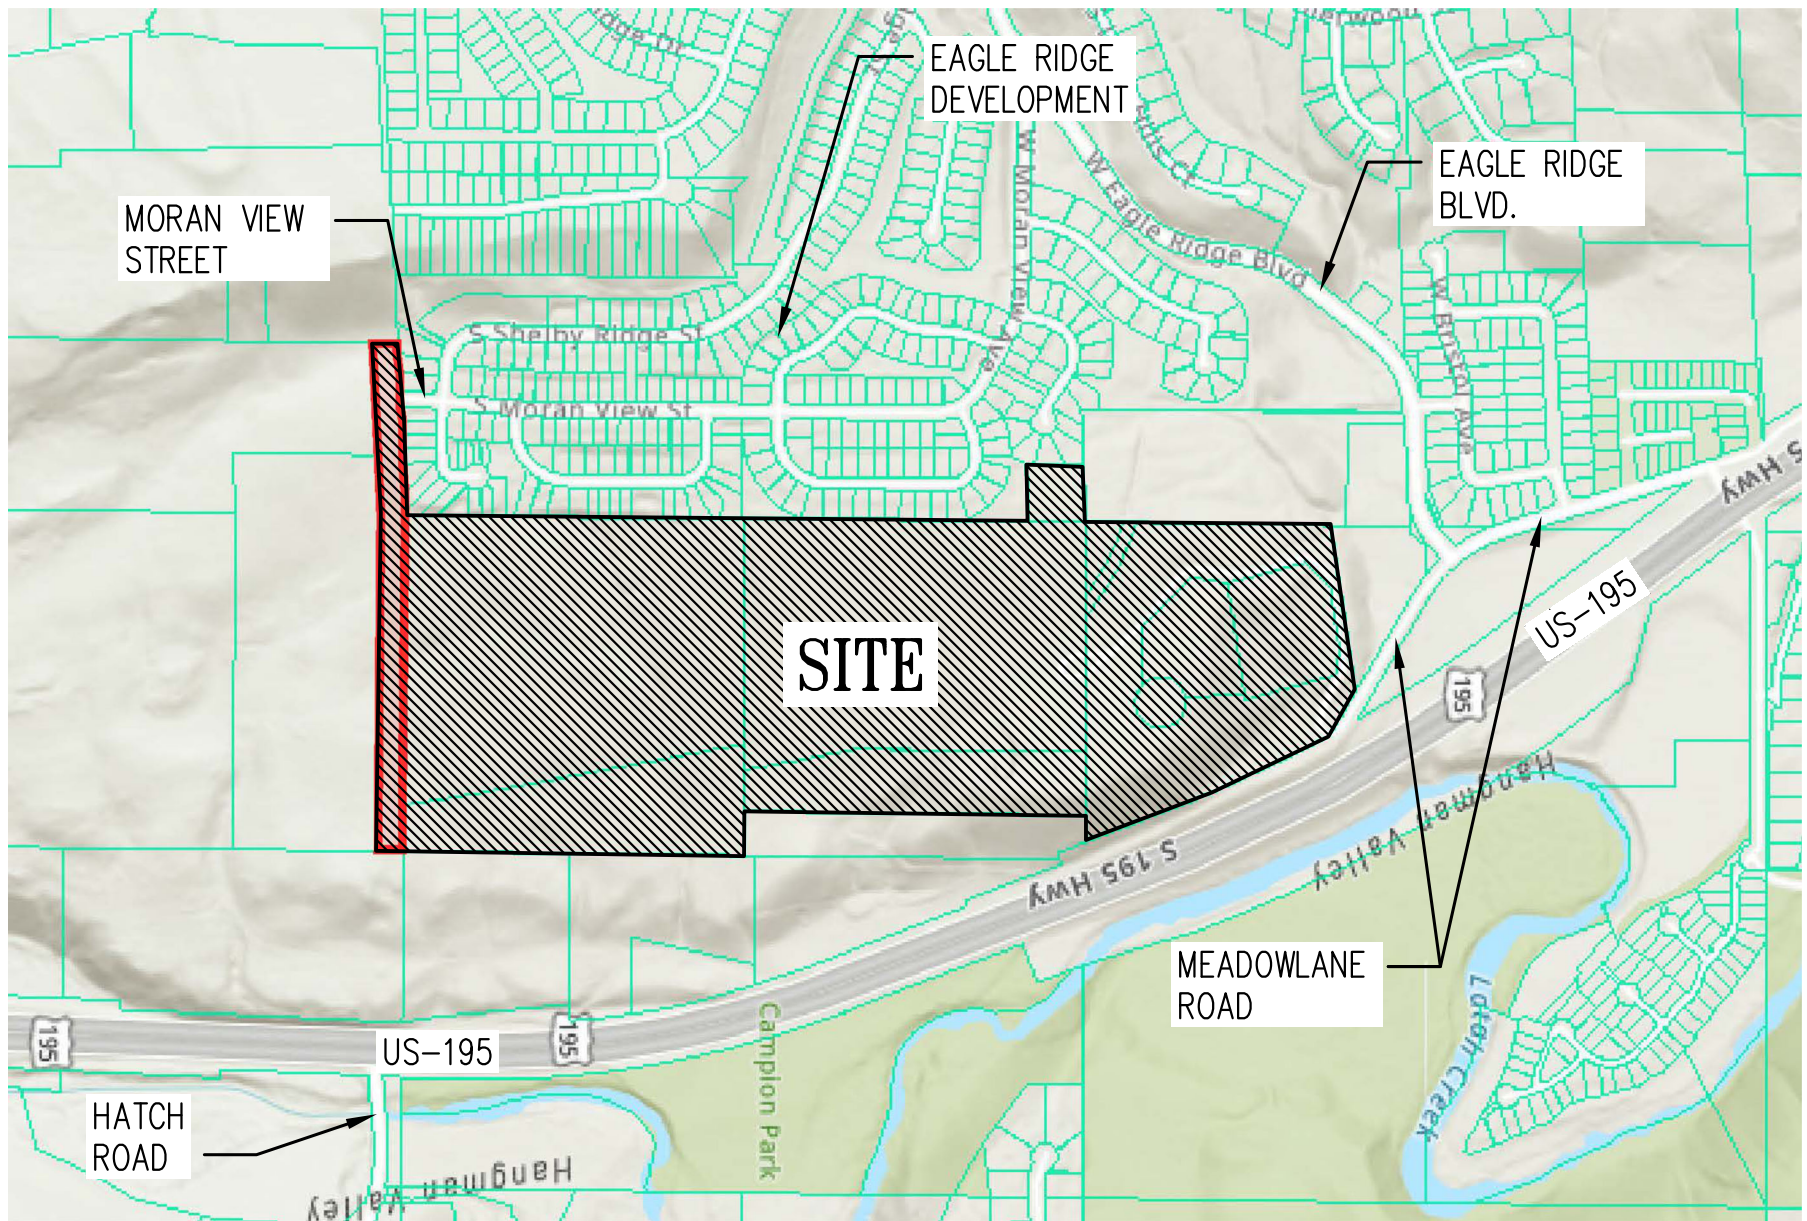 EAGLE RIDGE
DEVELOPMENT
EAGLE RIDGE
BLVD.
MORAN VIEW
STREET
W Eagle Ridge Blvd
W Moran View Ave
W Bristol Ave
S Shelby Ridge St
S Moran View St
SITE
S Hwy
US-195
195
S 195 Hwy
Hangman Valley
MEADOWLANE
ROAD
Latah Creek
Campion Park
195
US-195
195
HATCH
ROAD
Hangman Valley